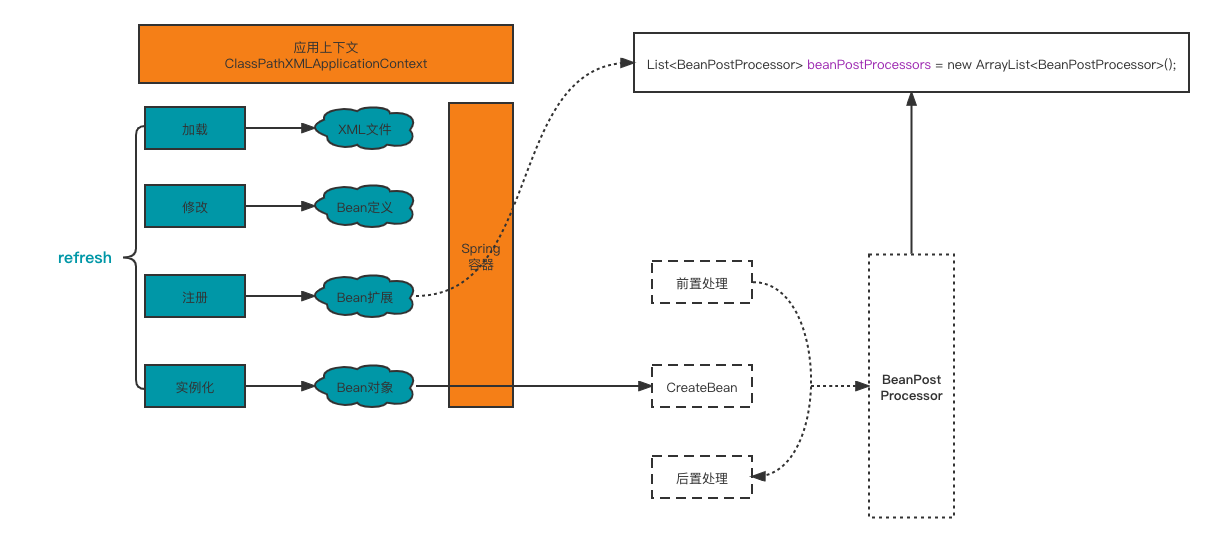 应用上下文
ClassPathXMLApplicationContext
List<BeanPostProcessor> beanPostProcessors = new ArrayList<BeanPostProcessor>();
加载
XML文件
修改
Bean定义
refresh
Spring
容器
注册
Bean扩展
前置处理
实例化
Bean对象
CreateBean
BeanPost
Processor
后置处理